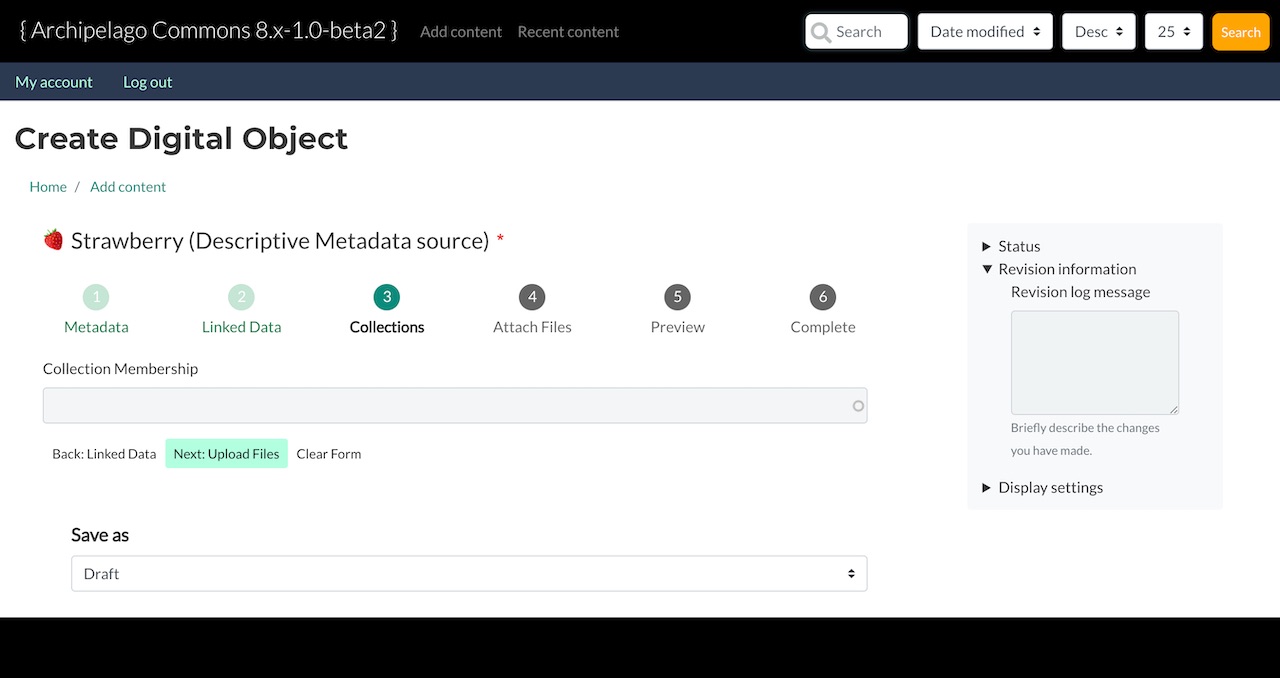 { Archipelago Commons 8.x-1.0-beta2 } Add content Recent content Search Date modified Desc 25 Search
My account Log out
Create Digital Object
Home / Add content
Strawberry (Descriptive Metadata source) *
1 2 3 4 5 6
Metadata Linked Data Collections Attach Files Preview Complete
Collection Membership
Back: Linked Data Next: Upload Files Clear Form
Save as
Draft
Status
Revision information
Revision log message
Briefly describe the changes
you have made.
Display settings